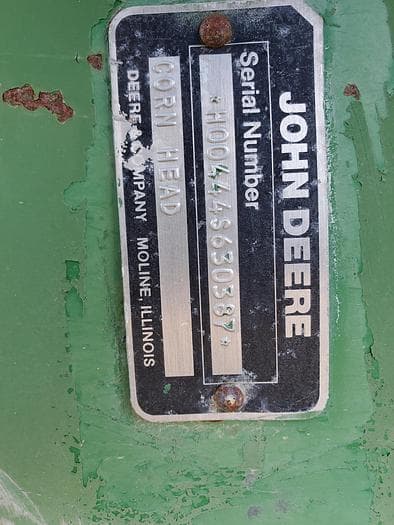 JOHN DEERE
Serial Number
*H00444S630387*
CORN HEAD
DEERE & COMPANY MOLINE, ILLINOIS